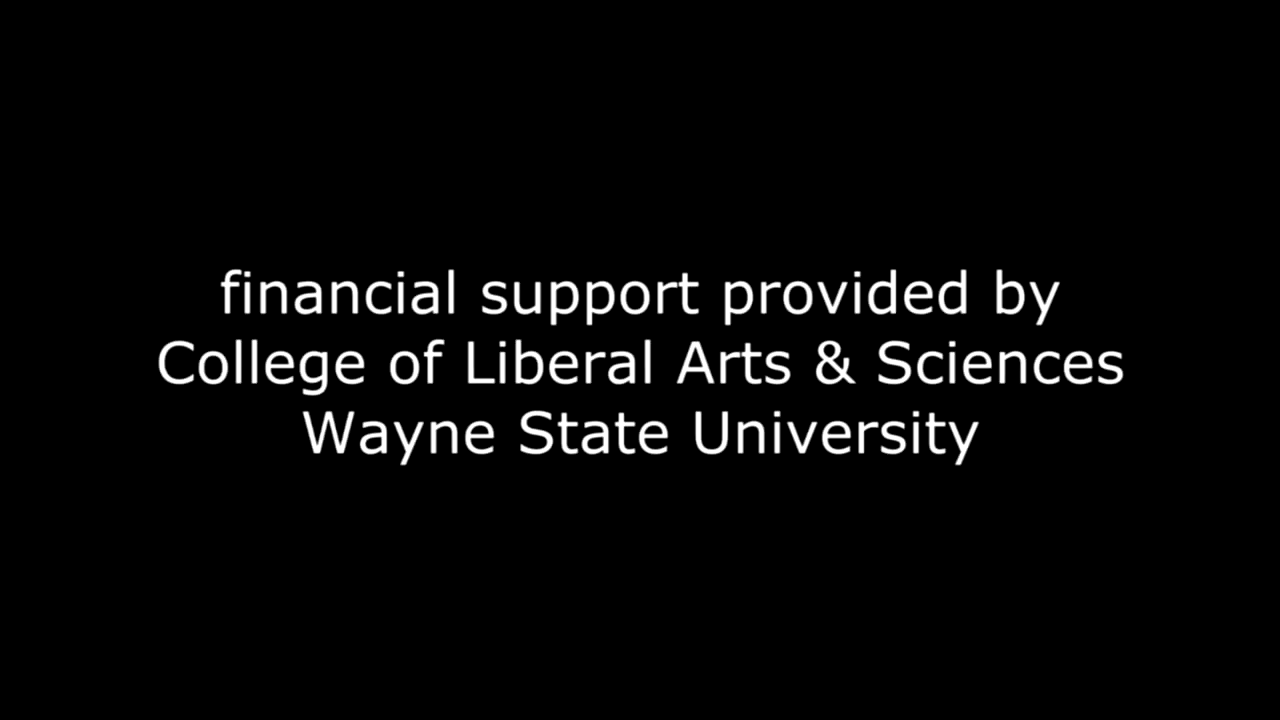 financial support provided by
College of Liberal Arts & Sciences
Wayne State University